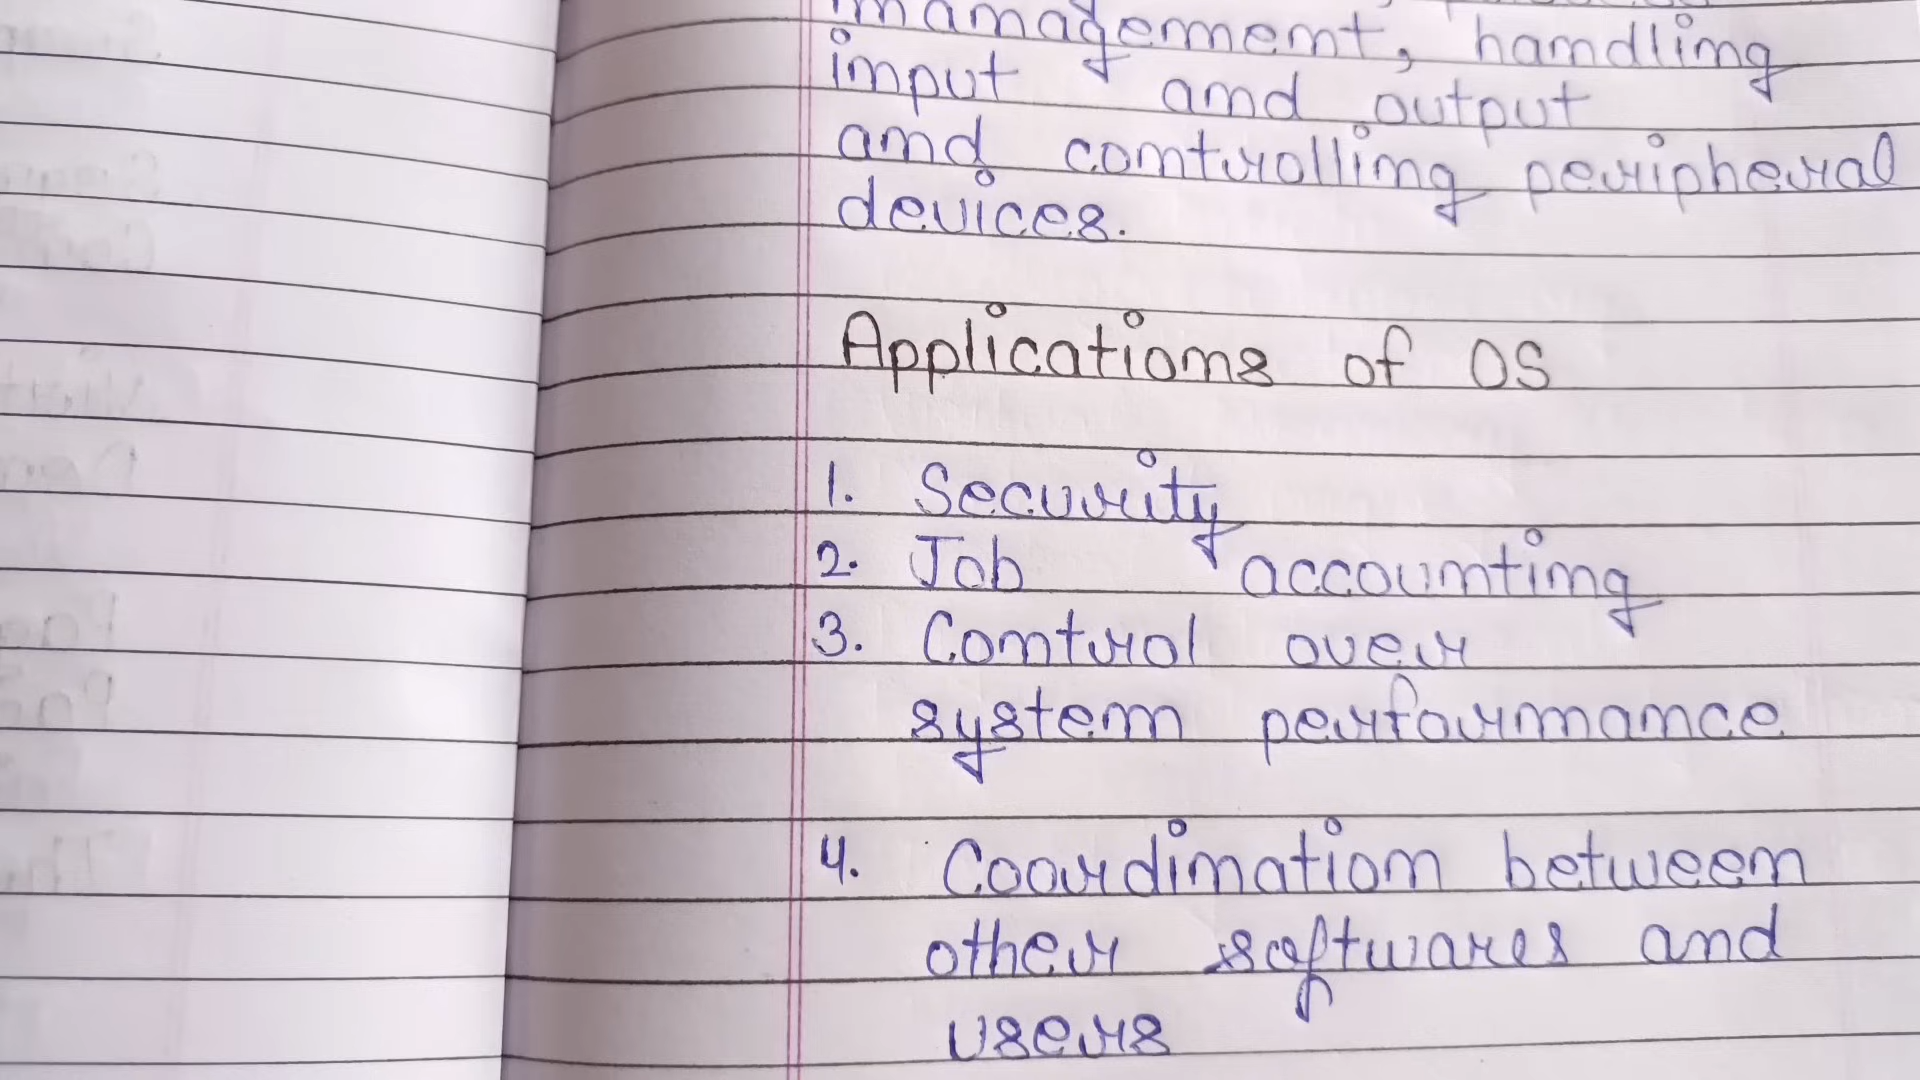 management, handling
input and output
and controlling peripheral
devices.
Applications of OS
1. Security
2. Job accounting
3. Control over
system performance
4. Coordination between
other softwares and
users